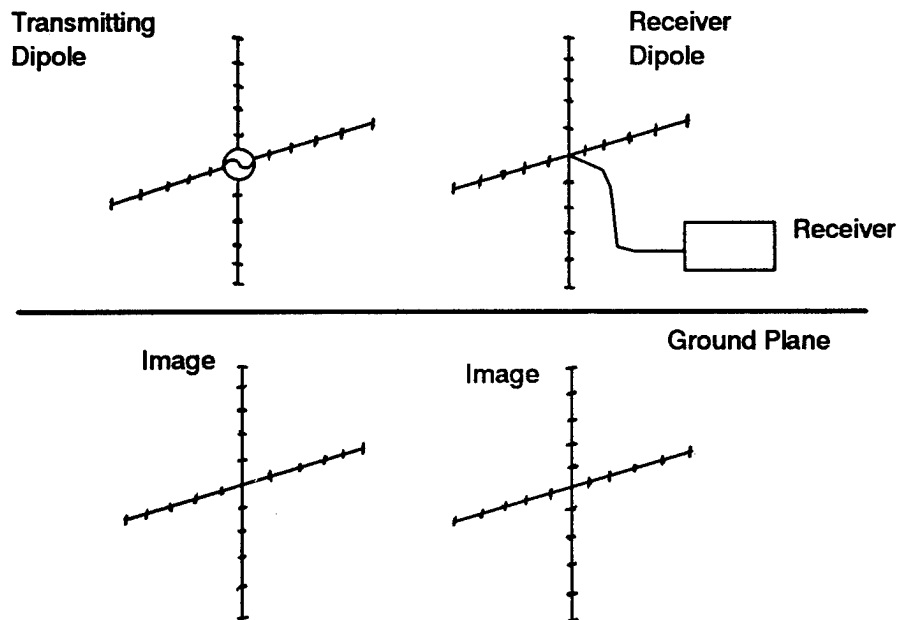 Transmitting
Dipole
Receiver
Dipole
Receiver
Ground Plane
Image
Image